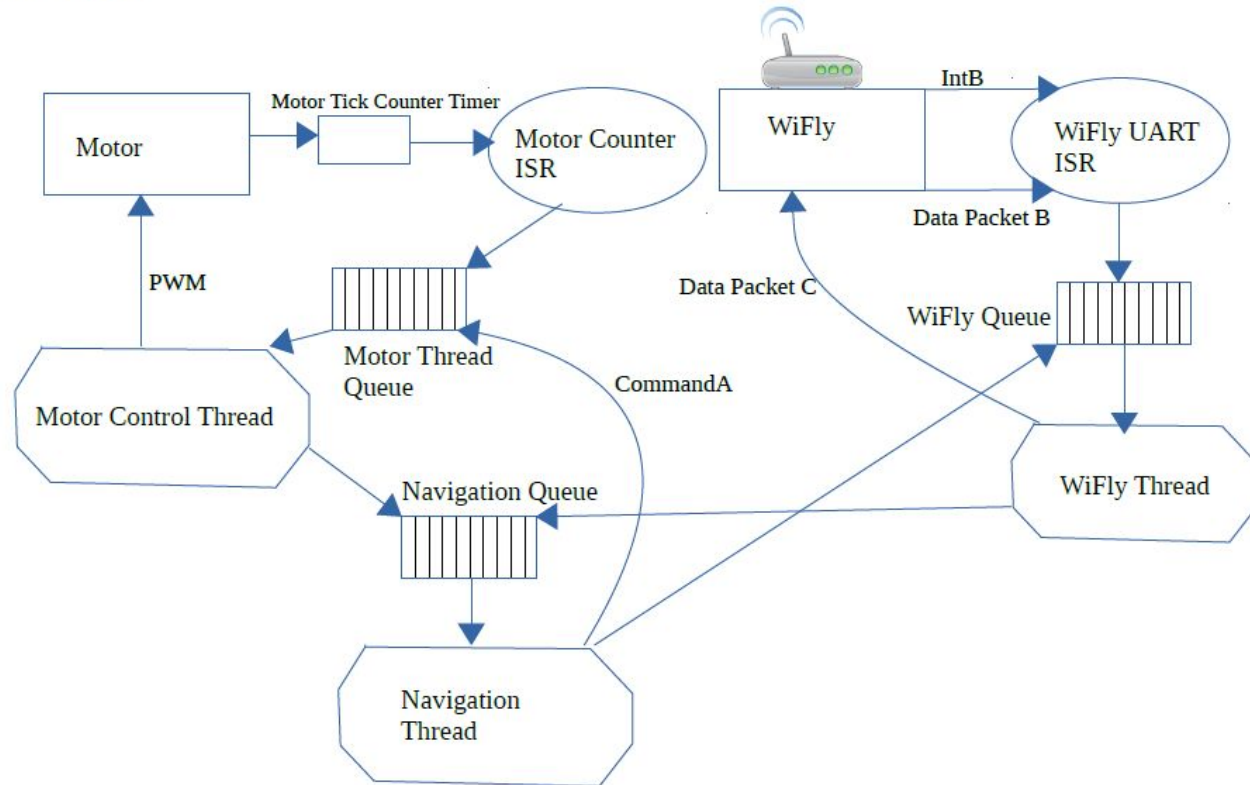 Motor Tick Counter Timer
IntB
Motor
Motor Counter
ISR
WiFly
WiFly UART
ISR
Data Packet B
PWM
Data Packet C
WiFly Queue
Motor Thread
Queue
CommandA
Motor Control Thread
Navigation Queue
WiFly Thread
Navigation
Thread